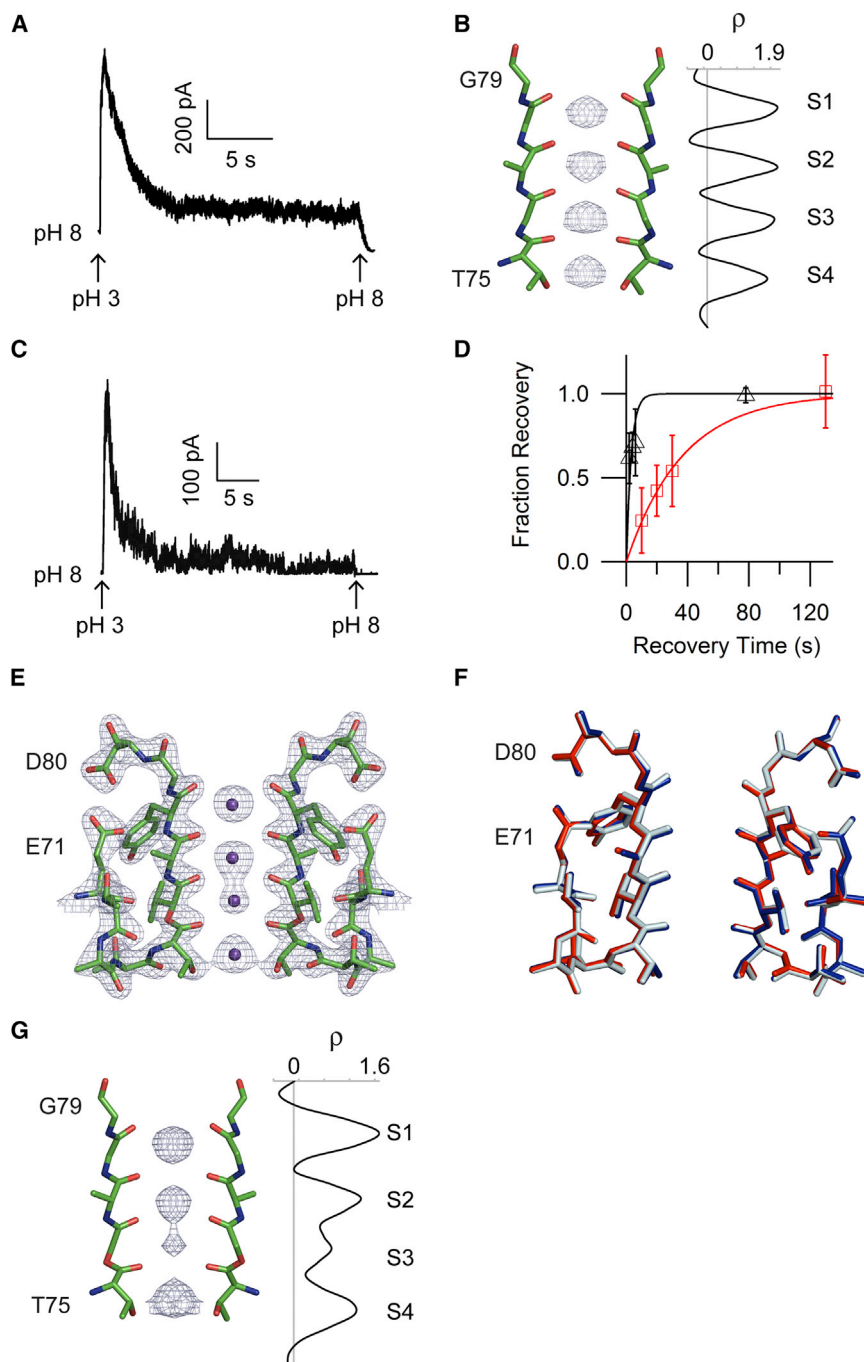 A
200 pA
5 s
pH 8
pH 3
pH 8
B
ρ
0 1.9
G79
T75
S1
S2
S3
S4
C
100 pA
5 s
pH 8
pH 3
pH 8
D
Fraction Recovery
1.0
0.5
0.0
0 40 80 120
Recovery Time (s)
E
D80
E71
F
D80
E71
G
ρ
0 1.6
G79
T75
S1
S2
S3
S4